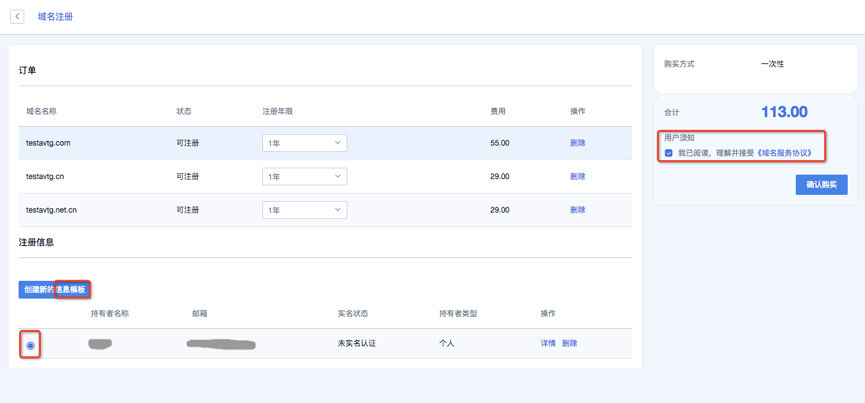 域名注册
订单
域名名称 状态 注册年限 费用 操作
testavtg.com 可注册 1年 55.00 删除
testavtg.cn 可注册 1年 29.00 删除
testavtg.net.cn 可注册 1年 29.00 删除
注册信息
创建新的信息模板
持有者名称 邮箱 实名状态 持有者类型 操作
未实名认证 个人 详情 删除
购买方式 一次性
合计 113.00
用户须知
我已阅读，理解并接受《域名服务协议》
确认购买